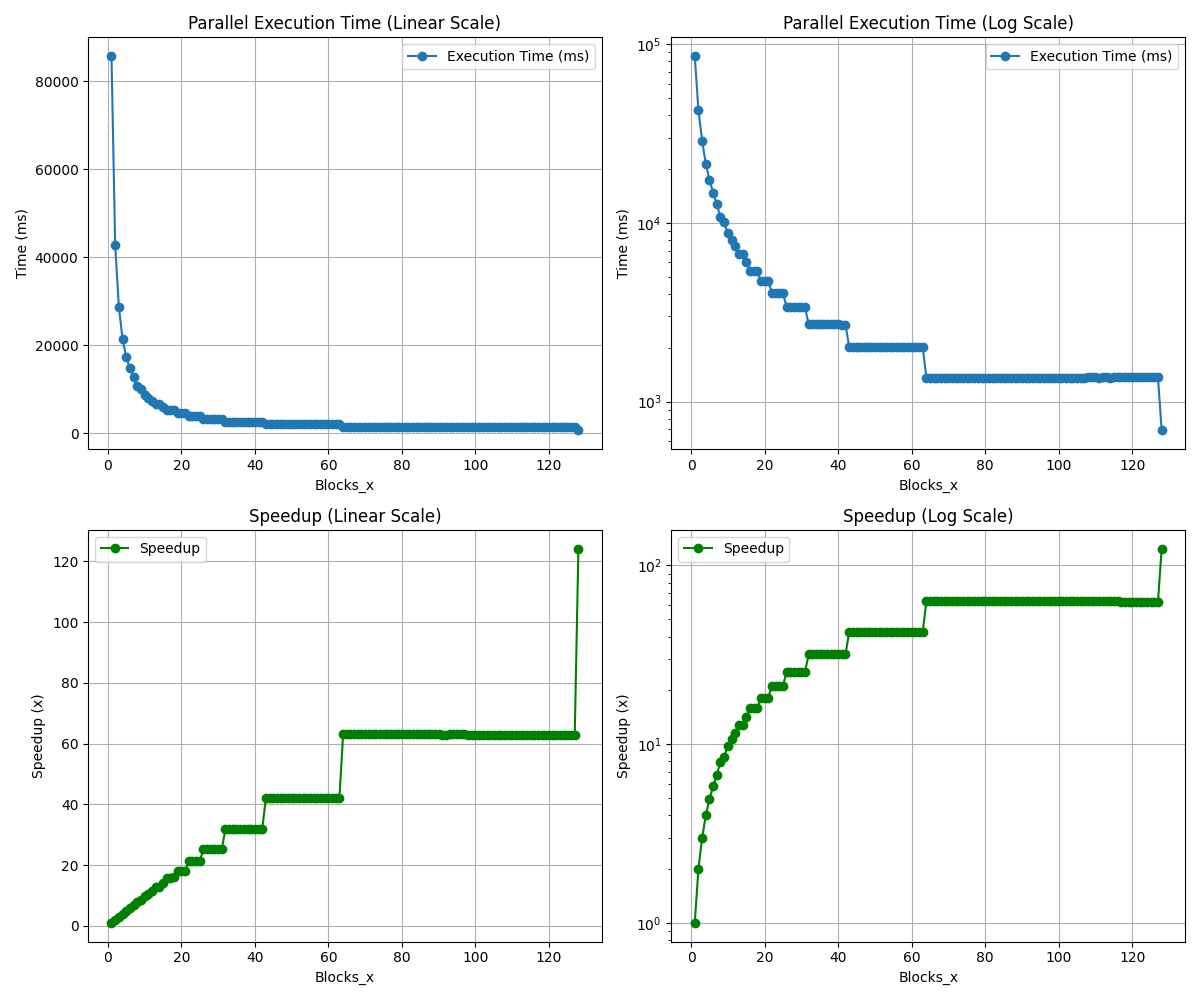 Parallel Execution Time (Linear Scale)
Execution Time (ms)
Time (ms)
80000
60000
40000
20000
0
0 20 40 60 80 100 120
Blocks_x
Parallel Execution Time (Log Scale)
Execution Time (ms)
Time (ms)
10^5
10^4
10^3
0 20 40 60 80 100 120
Blocks_x
Speedup (Linear Scale)
Speedup
Speedup (x)
120
100
80
60
40
20
0
0 20 40 60 80 100 120
Blocks_x
Speedup (Log Scale)
Speedup
Speedup (x)
10^2
10^1
10^0
0 20 40 60 80 100 120
Blocks_x